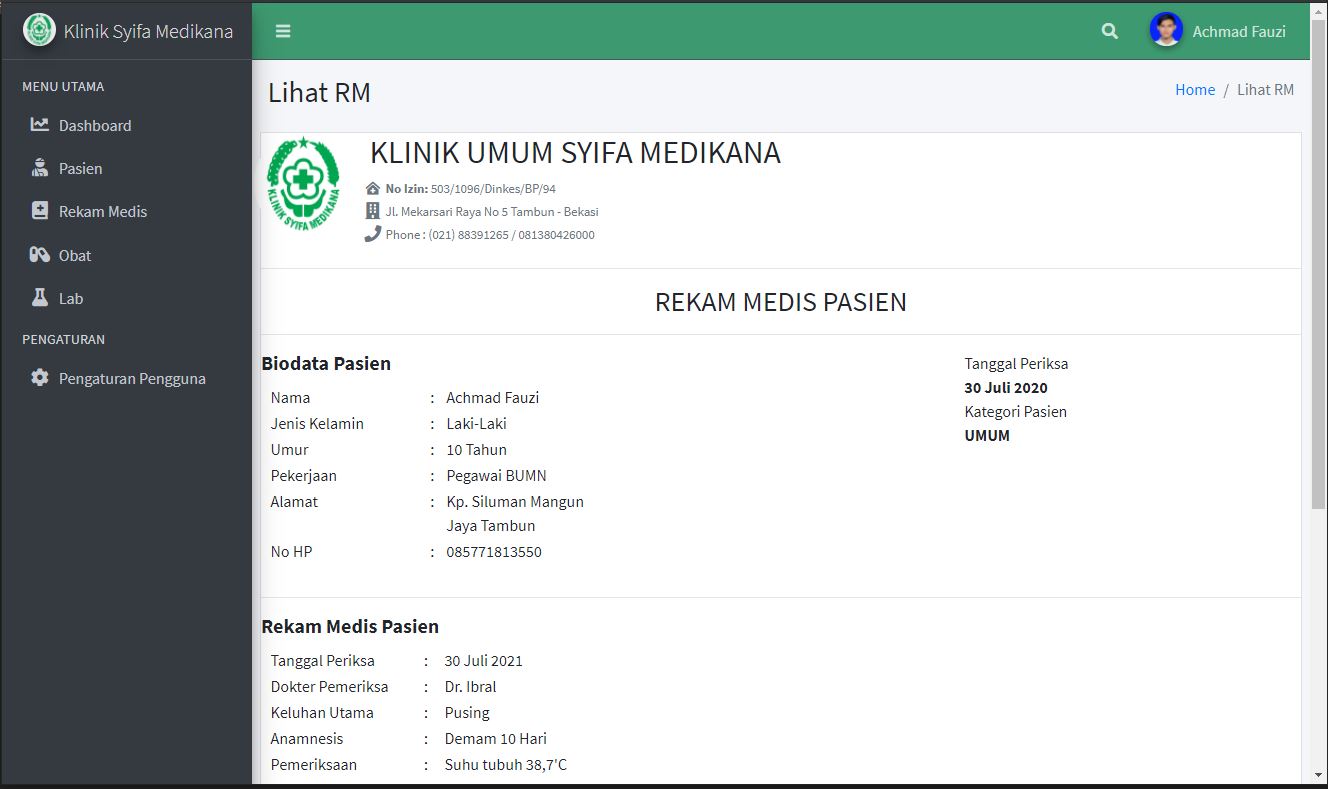 Klinik Syifa Medikana
Achmad Fauzi
MENU UTAMA
Dashboard
Pasien
Rekam Medis
Obat
Lab
PENGATURAN
Pengaturan Pengguna
Lihat RM
Home / Lihat RM
KLINIK SYIFA MEDIKANA
KLINIK UMUM SYIFA MEDIKANA
No Izin: 503/1096/Dinkes/BP/94
Jl. Mekarsari Raya No 5 Tambun - Bekasi
Phone : (021) 88391265 / 081380426000
REKAM MEDIS PASIEN
Biodata Pasien
Nama : Achmad Fauzi
Jenis Kelamin : Laki-Laki
Umur : 10 Tahun
Pekerjaan : Pegawai BUMN
Alamat : Kp. Siluman Mangun
Jaya Tambun
No HP : 085771813550
Tanggal Periksa
30 Juli 2020
Kategori Pasien
UMUM
Rekam Medis Pasien
Tanggal Periksa : 30 Juli 2021
Dokter Pemeriksa : Dr. Ibral
Keluhan Utama : Pusing
Anamnesis : Demam 10 Hari
Pemeriksaan : Suhu tubuh 38,7'C